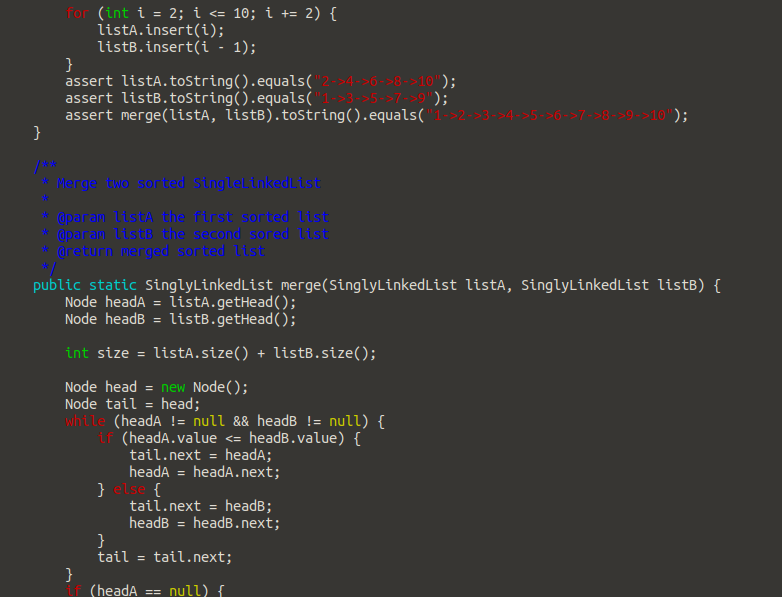 for (int i = 2; i <= 10; i += 2) {
listA.insert(i);
listB.insert(i - 1);
}
assert listA.toString().equals("2->4->6->8->10");
assert listB.toString().equals("1->3->5->7->9");
assert merge(listA, listB).toString().equals("1->2->3->4->5->6->7->8->9->10");
}
/**
* Merge two sorted SingleLinkedList
*
* @param listA the first sorted list
* @param listB the second sored list
* @return merged sorted list
*/
public static SinglyLinkedList merge(SinglyLinkedList listA, SinglyLinkedList listB) {
Node headA = listA.getHead();
Node headB = listB.getHead();
int size = listA.size() + listB.size();
Node head = new Node();
Node tail = head;
while (headA != null && headB != null) {
if (headA.value <= headB.value) {
tail.next = headA;
headA = headA.next;
} else {
tail.next = headB;
headB = headB.next;
}
tail = tail.next;
}
if (headA == null) {